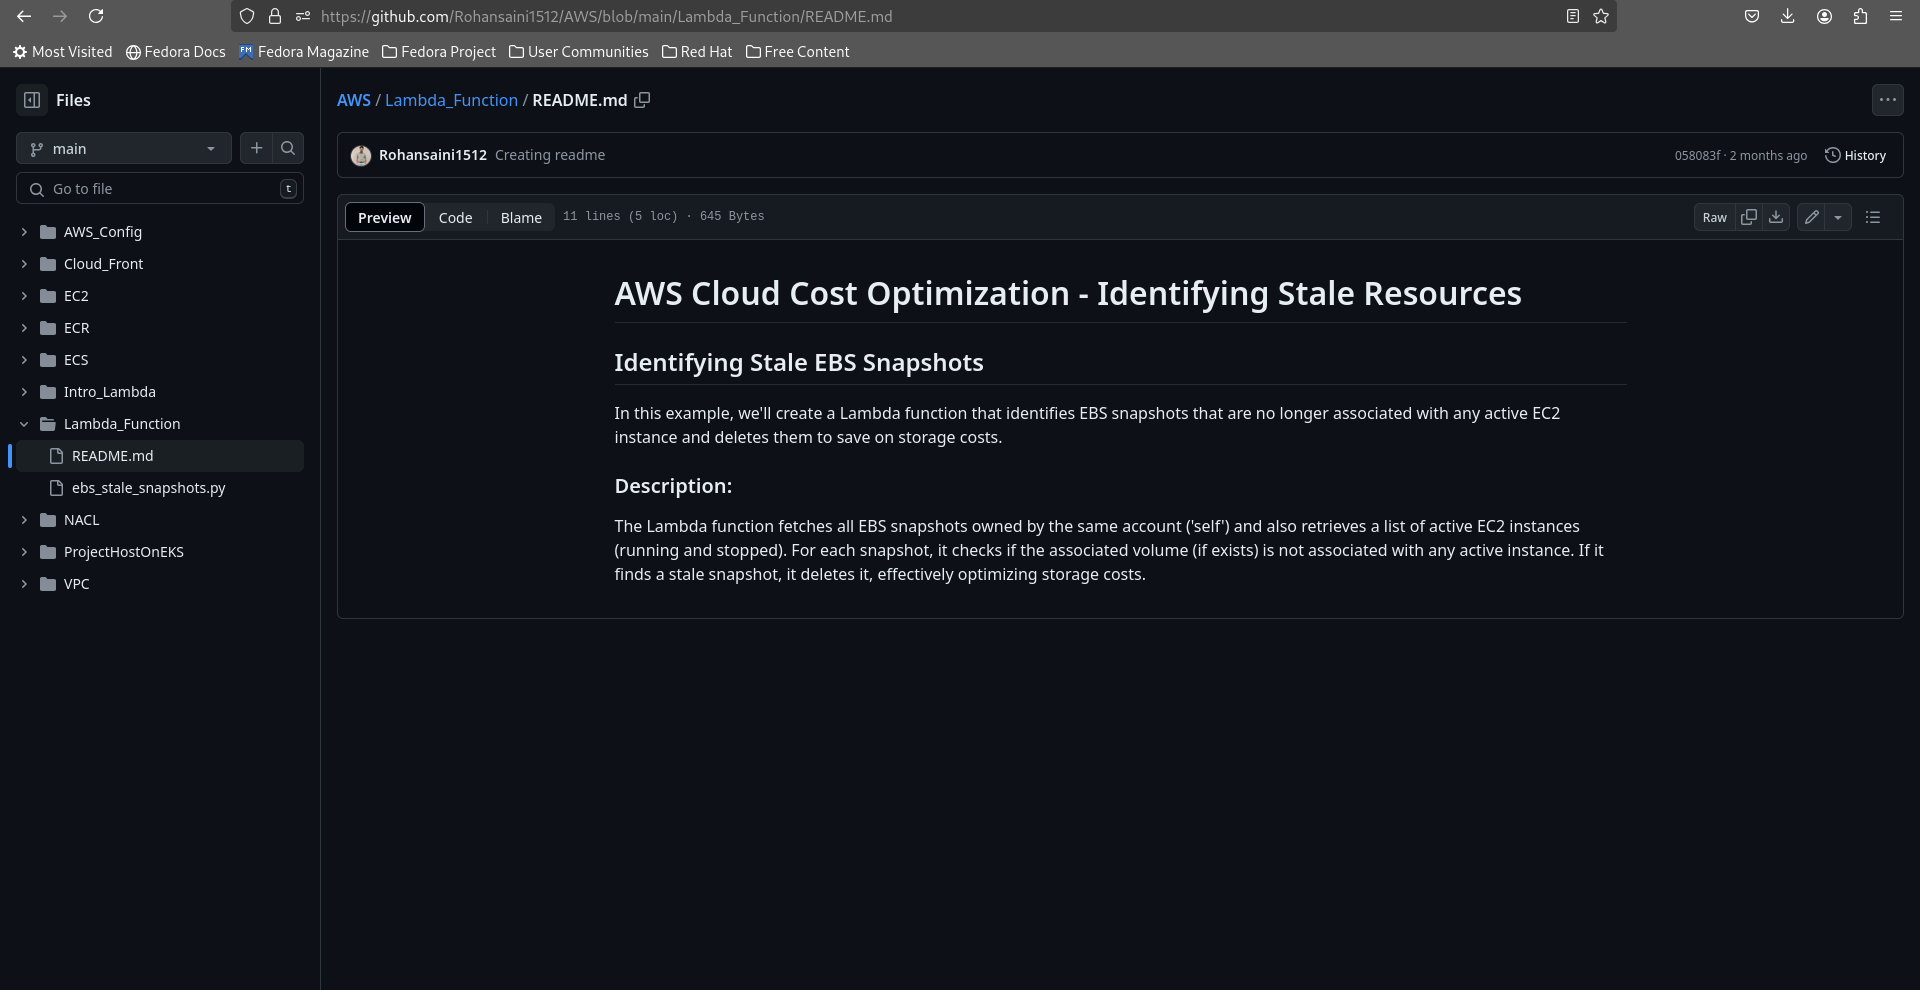 https://github.com/Rohansaini1512/AWS/blob/main/Lambda_Function/README.md
Most Visited Fedora Docs FM Fedora Magazine Fedora Project User Communities Red Hat Free Content
Files
main
Go to file t
AWS_Config
Cloud_Front
EC2
ECR
ECS
Intro_Lambda
Lambda_Function
README.md
ebs_stale_snapshots.py
NACL
ProjectHostOnEKS
VPC
AWS / Lambda_Function / README.md
Rohansaini1512 Creating readme 058083f · 2 months ago History
Preview Code Blame 11 lines (5 loc) · 645 Bytes Raw
AWS Cloud Cost Optimization - Identifying Stale Resources
Identifying Stale EBS Snapshots
In this example, we'll create a Lambda function that identifies EBS snapshots that are no longer associated with any active EC2
instance and deletes them to save on storage costs.
Description:
The Lambda function fetches all EBS snapshots owned by the same account ('self') and also retrieves a list of active EC2 instances
(running and stopped). For each snapshot, it checks if the associated volume (if exists) is not associated with any active instance. If it
finds a stale snapshot, it deletes it, effectively optimizing storage costs.